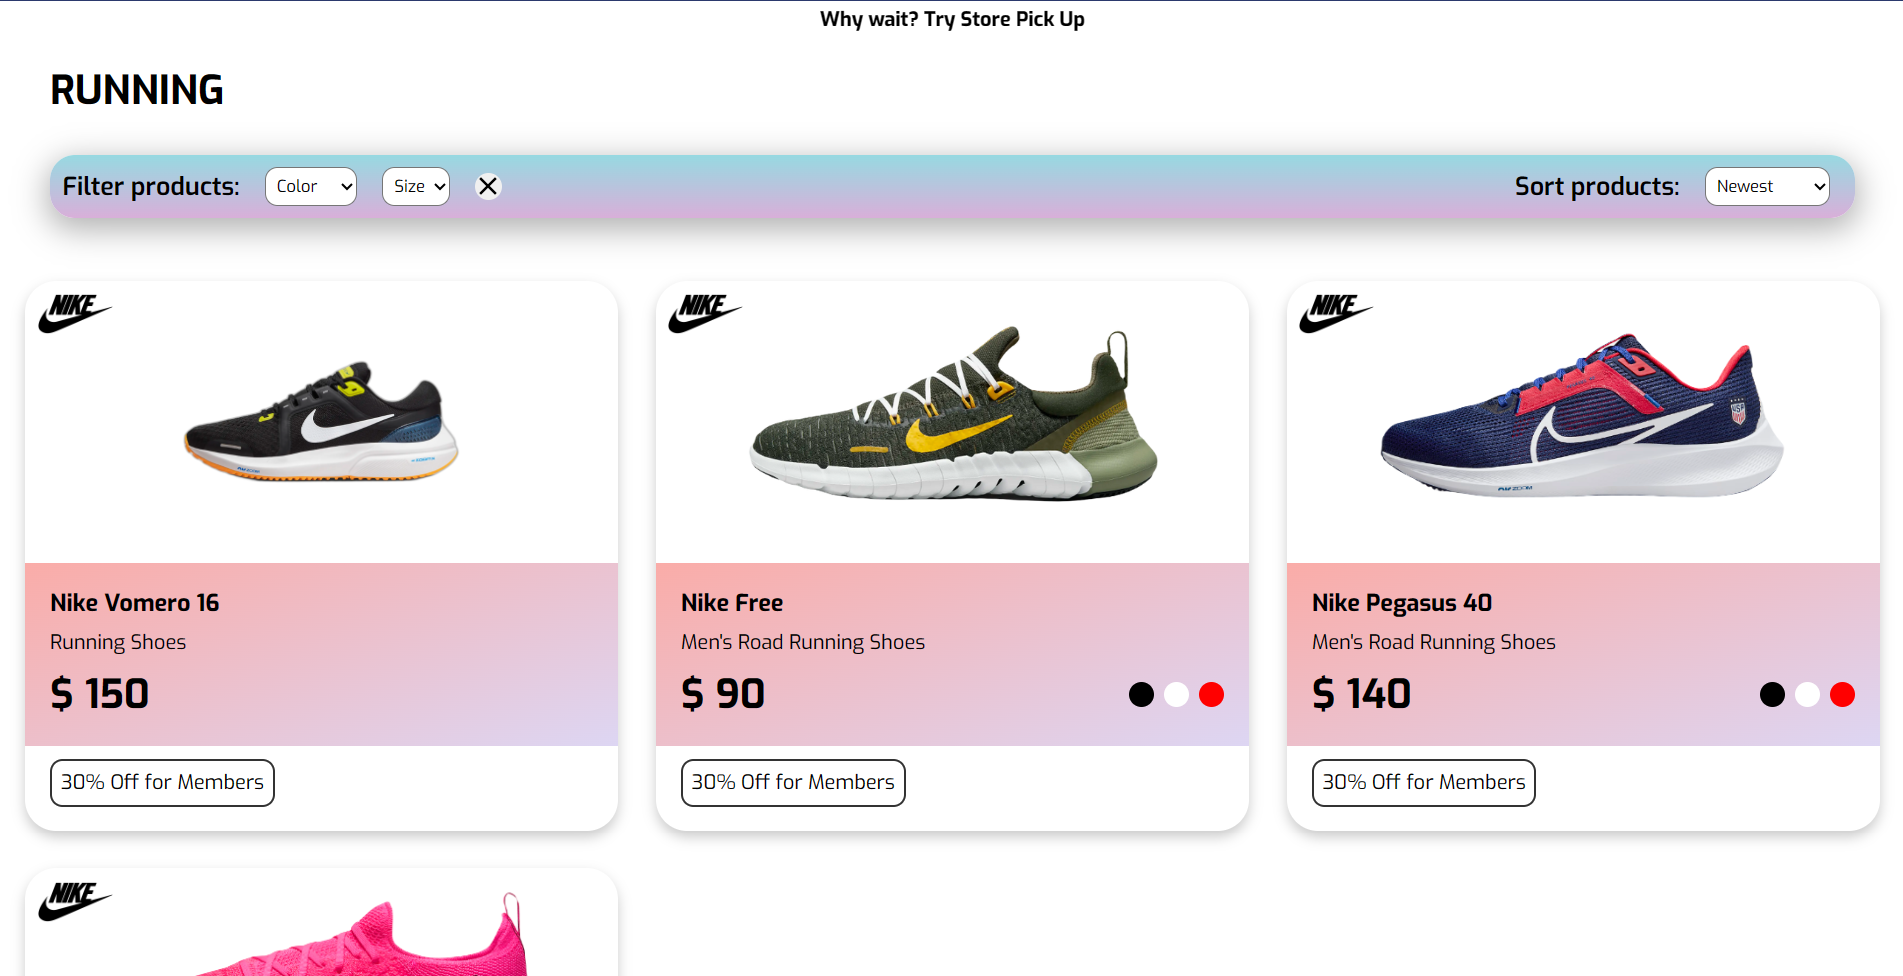 Why wait? Try Store Pick Up
RUNNING
Filter products: Color Size Sort products: Newest
NIKE
NIKE
NIKE
Nike Vomero 16
Running Shoes
$ 150
30% Off for Members
Nike Free
Men's Road Running Shoes
$ 90
30% Off for Members
USA
ZOOM
Nike Pegasus 40
Men's Road Running Shoes
$ 140
30% Off for Members
NIKE